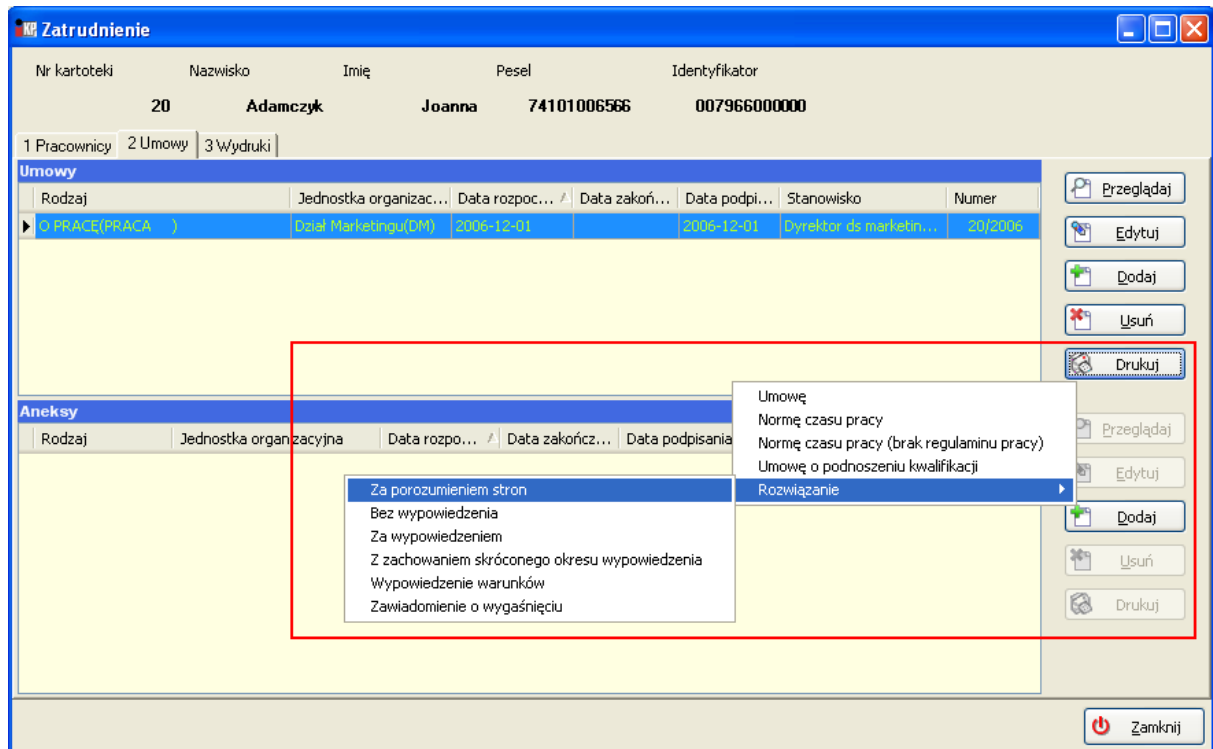 KP Zatrudnienie
Nr kartoteki Nazwisko Imię Pesel Identyfikator
20 Adamczyk Joanna 74101006566 007966000000
1 Pracownicy 2 Umowy 3 Wydruki
Umowy
Rodzaj Jednostka organizac... Data rozpoc... Data zakoń... Data podpi... Stanowisko Numer
O PRACĘ(PRACA ) Dział Marketingu(DM) 2006-12-01 2006-12-01 Dyrektor ds marketin... 20/2006
Przeglądaj
Edytuj
Dodaj
Usuń
Drukuj
Umowę
Normę czasu pracy
Normę czasu pracy (brak regulaminu pracy)
Umowę o podnoszeniu kwalifikacji
Rozwiązanie
Aneksy
Rodzaj Jednostka organizacyjna Data rozpo... Data zakończ... Data podpisania
Za porozumieniem stron
Bez wypowiedzenia
Za wypowiedzeniem
Z zachowaniem skróconego okresu wypowiedzenia
Wypowiedzenie warunków
Zawiadomienie o wygaśnięciu
Przeglądaj
Edytuj
Dodaj
Usuń
Drukuj
Zamknij